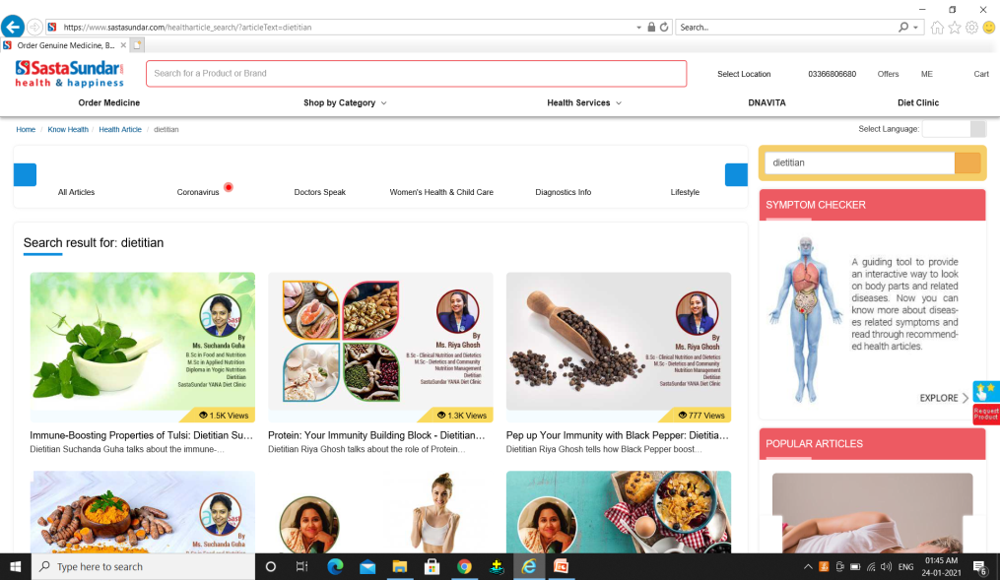 https://www.sastasundar.com/healtharticle_search/?articleText=dietitian
Search...
Order Genuine Medicine, B...
SastaSundar
health & happiness
Search for a Product or Brand
Select Location
03366806680
Offers
ME
Cart
Order Medicine
Shop by Category
Health Services
DNAVITA
Diet Clinic
Home / Know Health / Health Article / dietitian
Select Language:
All Articles
Coronavirus
Doctors Speak
Women's Health & Child Care
Diagnostics Info
Lifestyle
dietitian
SYMPTOM CHECKER
A guiding tool to provide
an interactive way to look
on body parts and related
diseases. Now you can
know more about diseas-
es related symptoms and
read through recommend-
ed health articles.
EXPLORE
Request
Product
Search result for: dietitian
By
Ms. Suchanda Guha
B.Sc in Food and Nutrition
M.Sc in Applied Nutrition
Diploma in Yogic Nutrition
Dietitian
SastaSundar YANA Diet Clinic
1.5K Views
Immune-Boosting Properties of Tulsi: Dietitian Su...
Dietitian Suchanda Guha talks about the immune-...
By
Ms. Riya Ghosh
B.Sc - Clinical Nutrition and Dietetics
M.Sc - Dietetics and Community
Nutrition Management
Dietitian
SastaSundar YANA Diet Clinic
1.3K Views
Protein: Your Immunity Building Block - Dietitian...
Dietitian Riya Ghosh talks about the role of Protein...
By
Ms. Riya Ghosh
B.Sc - Clinical Nutrition and Dietetics
M.Sc - Dietetics and Community
Nutrition Management
Dietitian
SastaSundar YANA Diet Clinic
777 Views
Pep up Your Immunity with Black Pepper: Dietitia...
Dietitian Riya Ghosh tells how Black Pepper boost...
POPULAR ARTICLES
By
Ms. Suchanda Guha
Type here to search
ENG
01:45 AM
24-01-2021
6